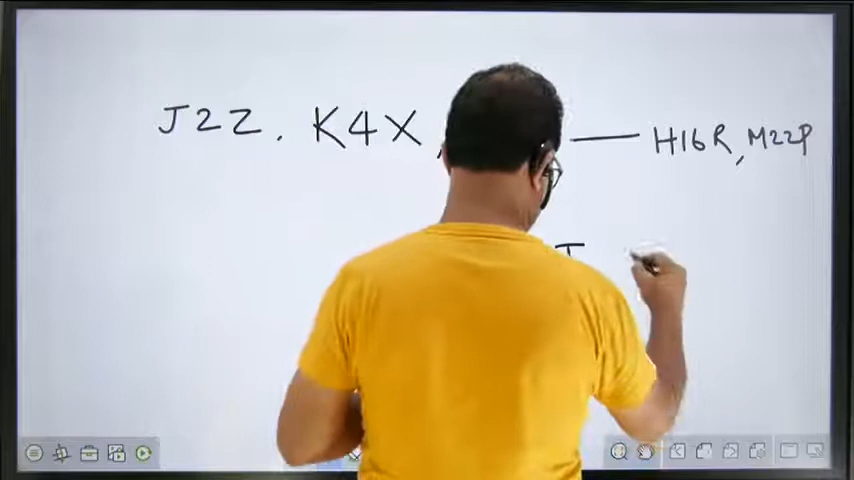 J2Z, K4X, — H16R, M22P
I